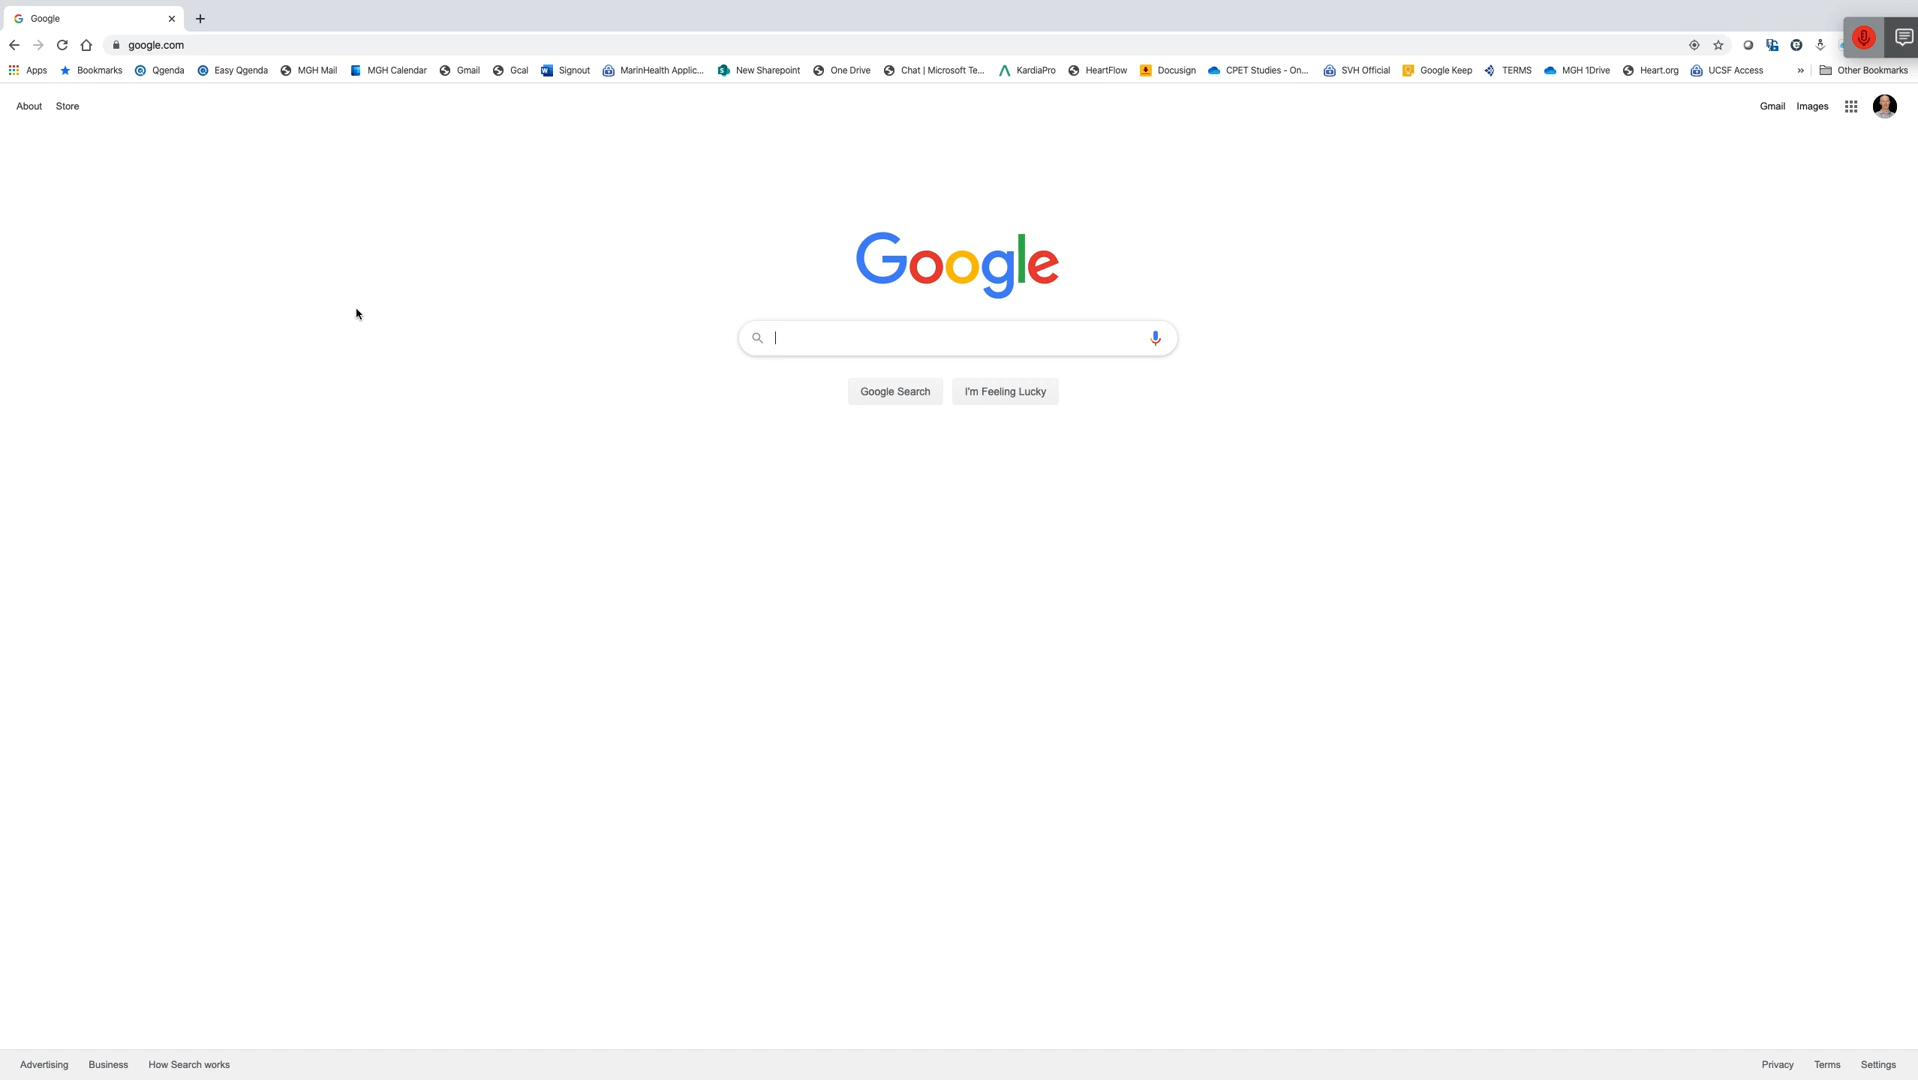 Google
google.com
Apps Bookmarks Qgenda Easy Qgenda MGH Mail MGH Calendar Gmail Gcal Signout MarinHealth Applic... New Sharepoint One Drive Chat | Microsoft Te... KardiaPro HeartFlow Docusign CPET Studies - On... SVH Official Google Keep TERMS MGH 1Drive Heart.org UCSF Access » Other Bookmarks
About Store Gmail Images
Google
Google Search I'm Feeling Lucky
Advertising Business How Search works Privacy Terms Settings